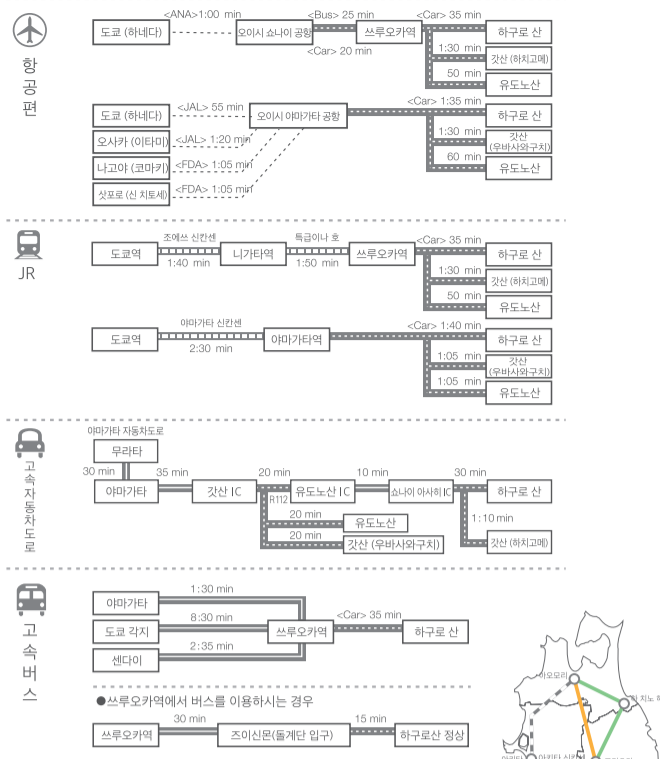 항공편
<ANA>1:00 min
<Bus> 25 min
<Car> 35 min
도쿄 (하네다)
오이시 쇼나이 공항
쓰루오카역
하구로 산
<Car> 20 min
1:30 min
갓산 (하치고메)
50 min
유도노산
<Car> 1:35 min
도쿄 (하네다)
<JAL> 55 min
오이시 야마가타 공항
하구로 산
오사카 (이타미)
<JAL> 1:20 min
1:30 min
갓산
(우바사와구치)
나고야 (코마키)
<FDA> 1:05 min
60 min
유도노산
삿포로 (신 치토세)
<FDA> 1:05 min
JR
조에쓰 신칸센
특급이나 호
<Car> 35 min
도쿄역
니가타역
쓰루오카역
하구로 산
1:40 min
1:50 min
1:30 min
갓산 (하치고메)
50 min
유도노산
야마가타 신칸센
<Car> 1:40 min
도쿄역
야마가타역
하구로 산
2:30 min
1:05 min
갓산
(우바사와구치)
1:05 min
유도노산
고속자동차도로
야마가타 자동차도로
무라타
30 min
35 min
20 min
10 min
30 min
야마가타
갓산 IC
R112
유도노산 IC
쇼나이 아사히 IC
하구로 산
20 min
유도노산
1:10 min
20 min
갓산 (우바사와구치)
갓산 (하치고메)
고속버스
1:30 min
야마가타
8:30 min
<Car> 35 min
도쿄 각지
쓰루오카역
하구로 산
2:35 min
센다이
●쓰루오카역에서 버스를 이용하시는 경우
30 min
15 min
쓰루오카역
즈이신몬(돌계단 입구)
하구로산 정상
아오모리
아키타 신칸센